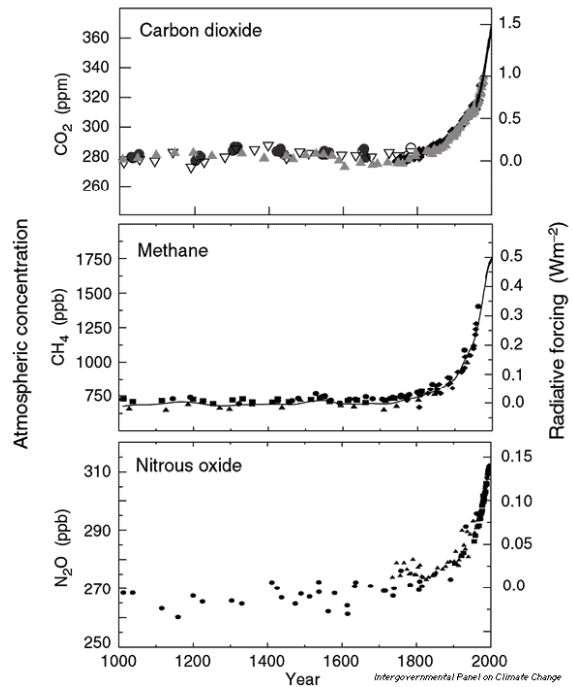 Carbon dioxide
360
340
320
300
280
260
CO2 (ppm)
1.5
1.0
0.5
0.0
Methane
1750
1500
1250
1000
750
CH4 (ppb)
0.5
0.4
0.3
0.2
0.1
0.0
Atmospheric concentration
Radiative forcing (Wm−2)
Nitrous oxide
310
290
270
250
N2O (ppb)
0.15
0.10
0.05
0.0
1000 1200 1400 1600 1800 2000
Year
Intergovernmental Panel on Climate Change